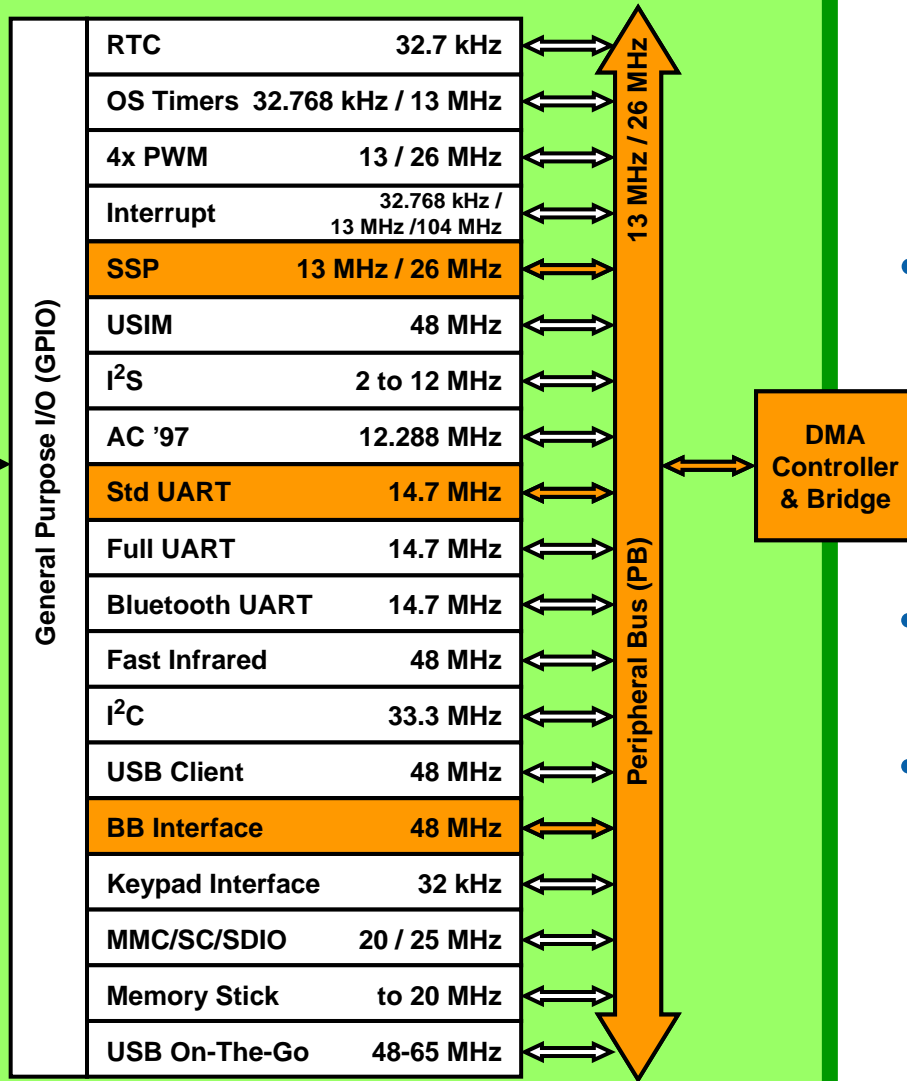 General Purpose I/O (GPIO)
RTC 32.7 kHz
OS Timers 32.768 kHz / 13 MHz
4x PWM 13 / 26 MHz
Interrupt 32.768 kHz /
13 MHz /104 MHz
SSP 13 MHz / 26 MHz
USIM 48 MHz
I²S 2 to 12 MHz
AC ’97 12.288 MHz
Std UART 14.7 MHz
Full UART 14.7 MHz
Bluetooth UART 14.7 MHz
Fast Infrared 48 MHz
I²C 33.3 MHz
USB Client 48 MHz
BB Interface 48 MHz
Keypad Interface 32 kHz
MMC/SC/SDIO 20 / 25 MHz
Memory Stick to 20 MHz
USB On-The-Go 48-65 MHz
Peripheral Bus (PB) 13 MHz / 26 MHz
DMA
Controller
& Bridge